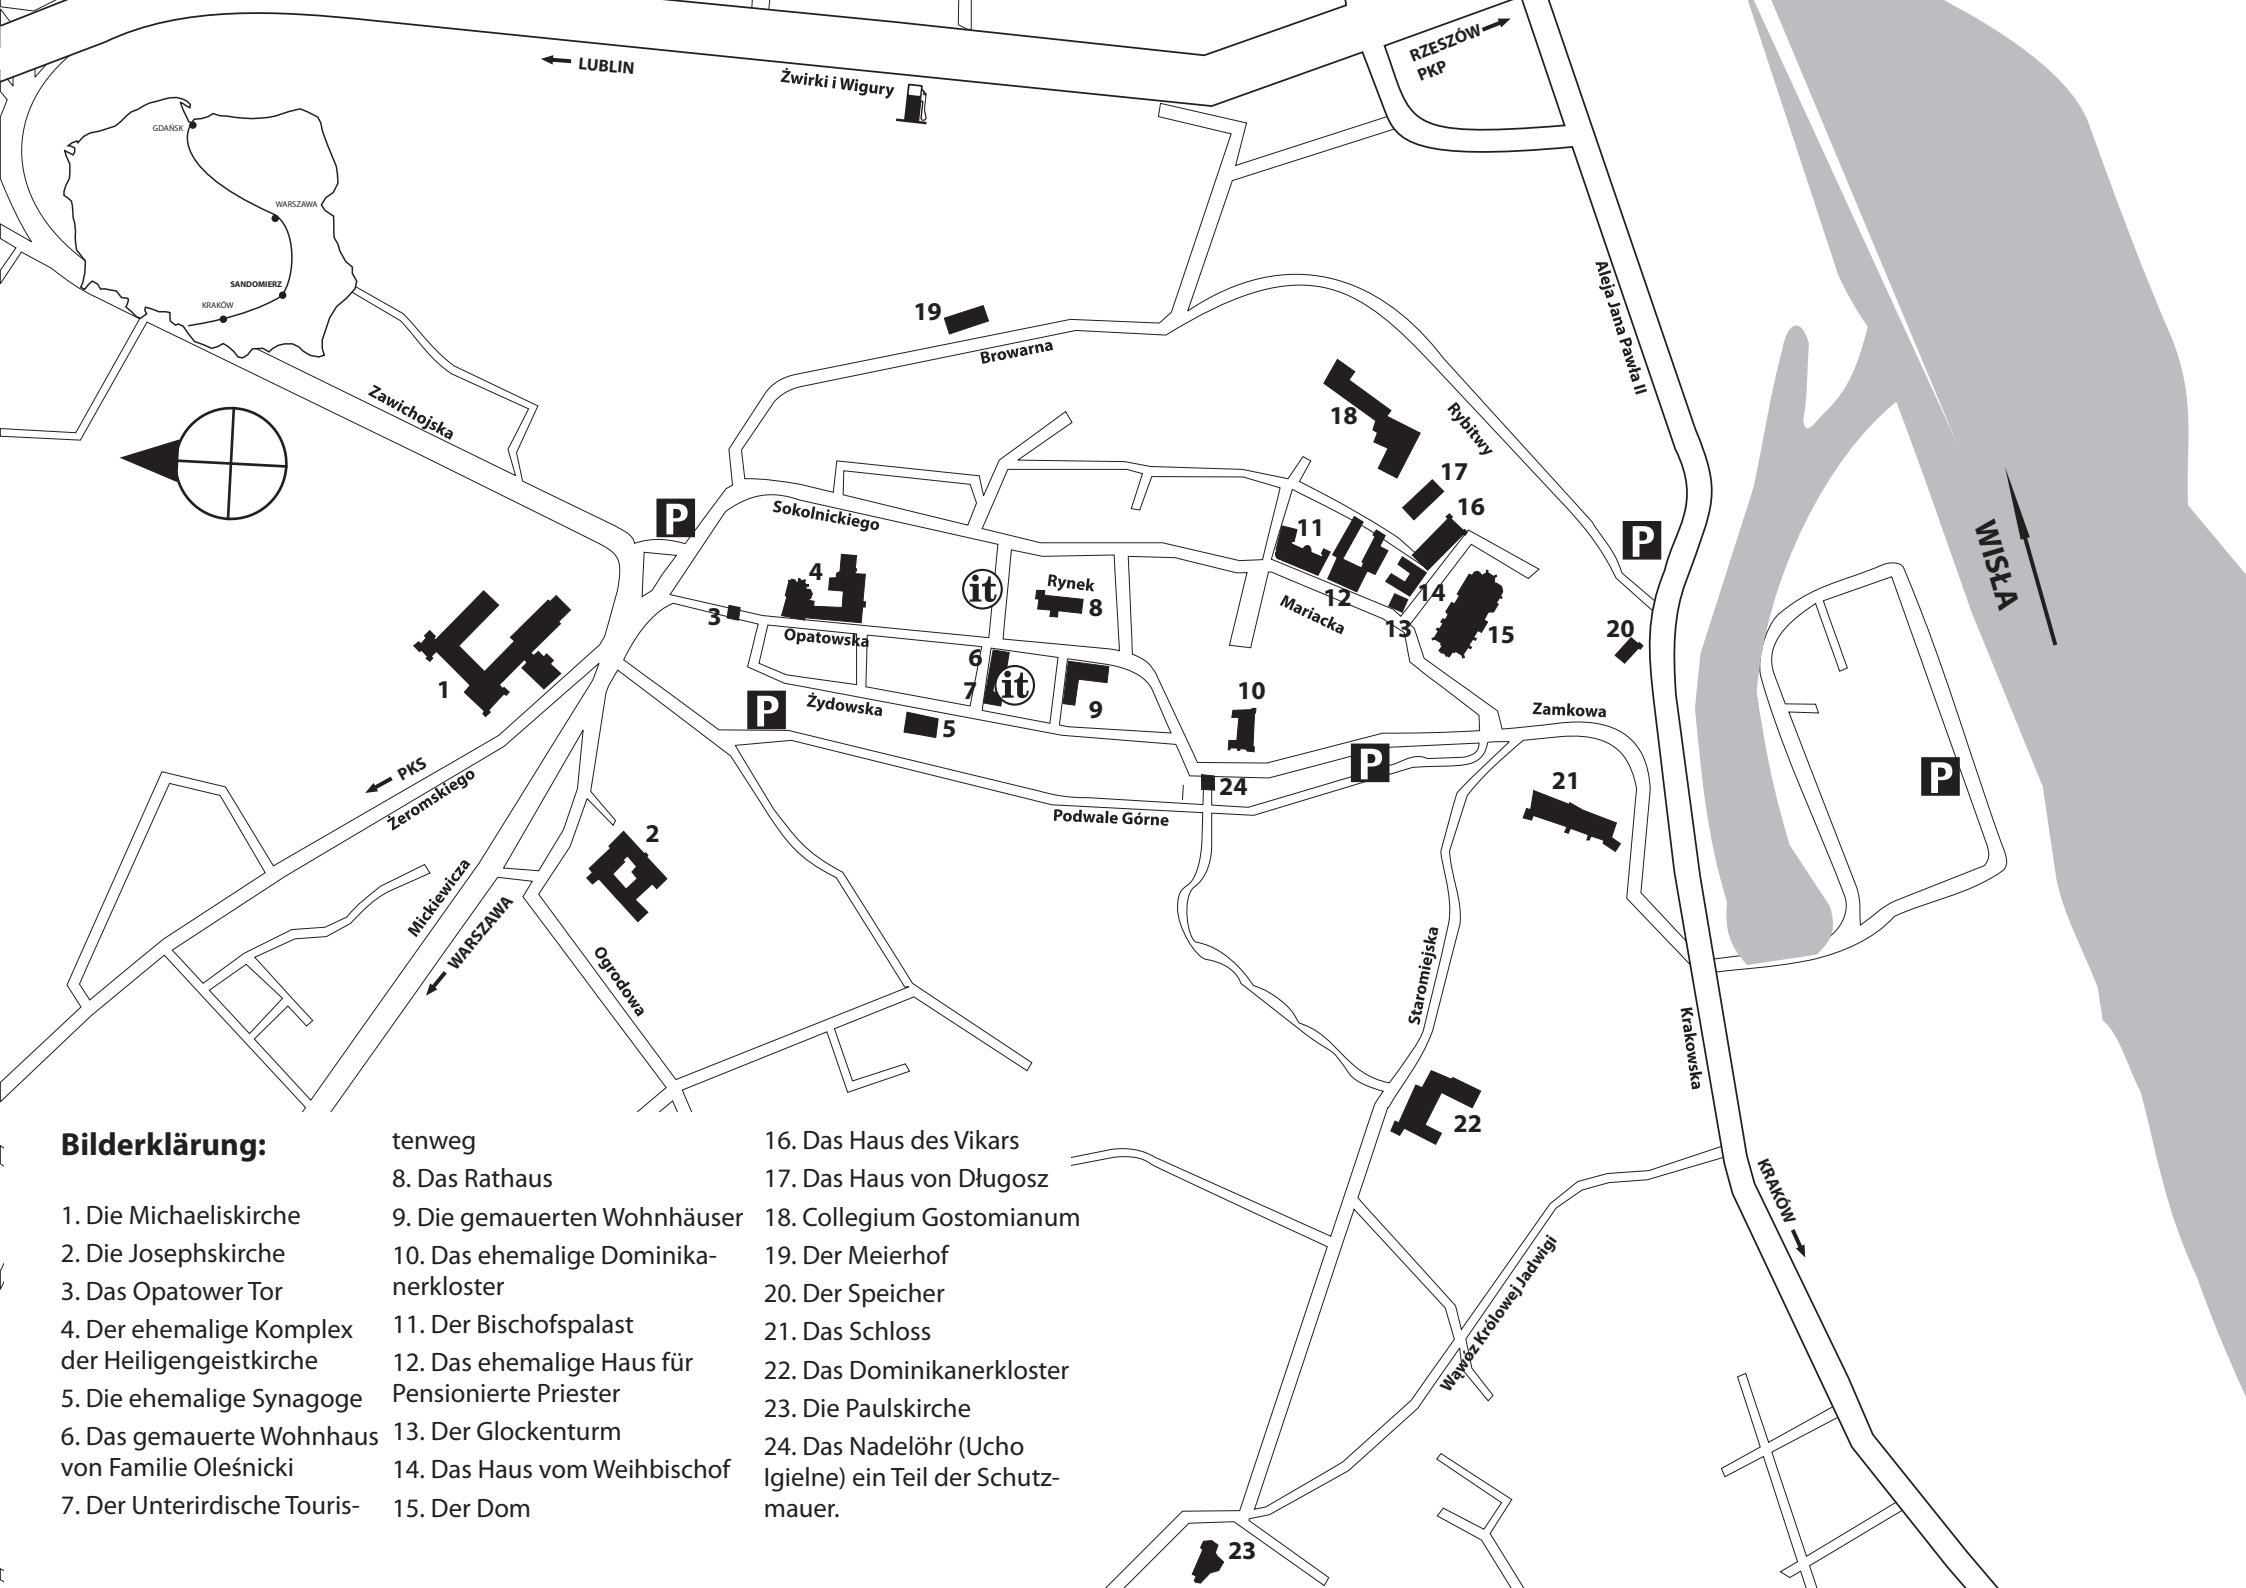 RZESZÓW
PKP
LUBLIN
Żwirki i Wigury
GDAŃSK
WARSZAWA
SANDOMIERZ
KRAKÓW
Aleja Jana Pawła II
19
Browarna
Zawichojska
18
Rybitwy
17
16
P
Sokolnickiego
11
P
WISŁA
4
it
Rynek
8
12
14
Mariacka
13
15
20
3
Opatowska
6
7
it
9
10
1
P
Żydowska
5
Zamkowa
P
PKS
Żeromskiego
24
21
P
Podwale Górne
2
Mickiewicza
WARSZAWA
Ogrodowa
Staromiejska
Krakowska
22
KRAKÓW
Wąwóz Królowej Jadwigi
23
Bilderklärung:
1. Die Michaeliskirche
2. Die Josephskirche
3. Das Opatower Tor
4. Der ehemalige Komplex
der Heiligengeistkirche
5. Die ehemalige Synagoge
6. Das gemauerte Wohnhaus
von Familie Oleśnicki
7. Der Unterirdische Touris-
tenweg
8. Das Rathaus
9. Die gemauerten Wohnhäuser
10. Das ehemalige Dominika-
nerkloster
11. Der Bischofspalast
12. Das ehemalige Haus für
Pensionierte Priester
13. Der Glockenturm
14. Das Haus vom Weihbischof
15. Der Dom
16. Das Haus des Vikars
17. Das Haus von Długosz
18. Collegium Gostomianum
19. Der Meierhof
20. Der Speicher
21. Das Schloss
22. Das Dominikanerkloster
23. Die Paulskirche
24. Das Nadelöhr (Ucho
Igielne) ein Teil der Schutz-
mauer.